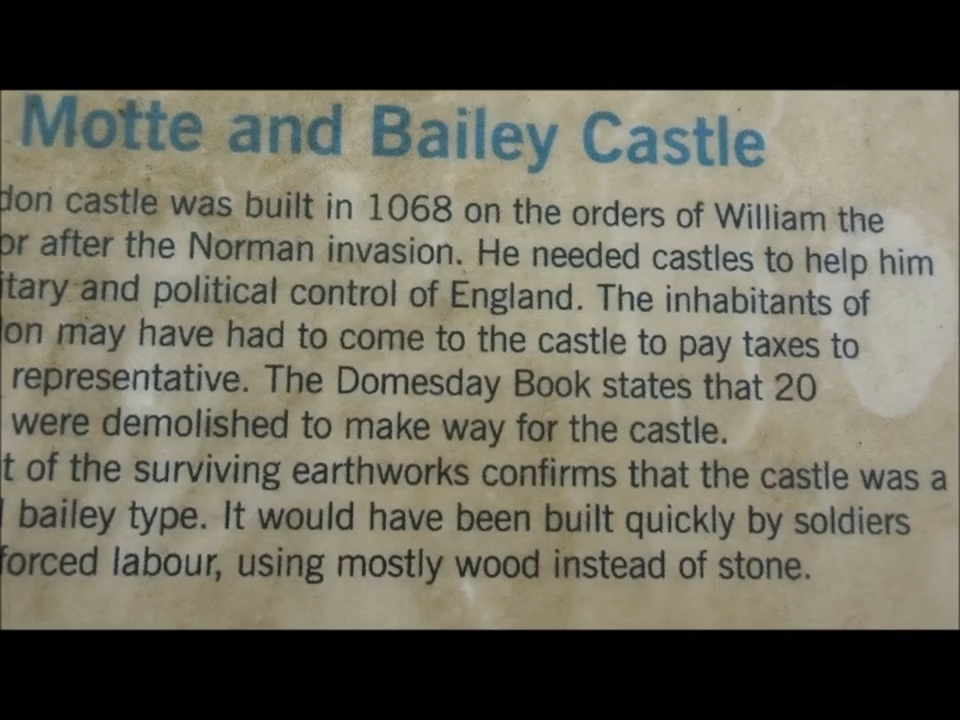 Motte and Bailey Castle
don castle was built in 1068 on the orders of William the
or after the Norman invasion. He needed castles to help him
itary and political control of England. The inhabitants of
on may have had to come to the castle to pay taxes to
representative. The Domesday Book states that 20
were demolished to make way for the castle.
t of the surviving earthworks confirms that the castle was a
bailey type. It would have been built quickly by soldiers
forced labour, using mostly wood instead of stone.